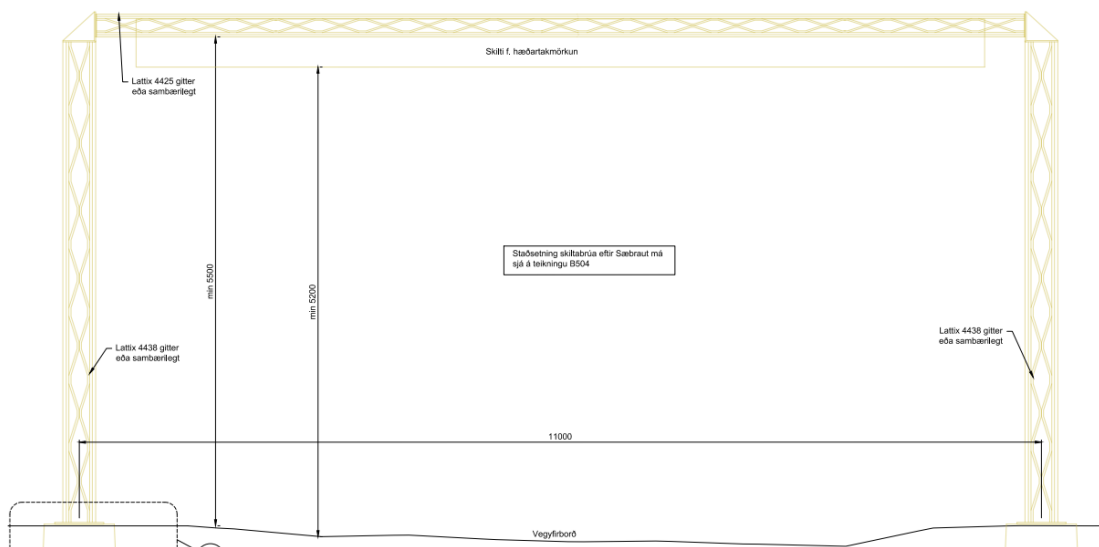 Skilti f. hæðartakmörkun
Lattix 4425 gitter
eða sambærilegt
Staðsetning skiltabrúa eftir Sæbraut má
sjá á teikningu B504
min 5500
min 5200
Lattix 4438 gitter
eða sambærilegt
Lattix 4438 gitter
eða sambærilegt
11000
Vegyfirborð